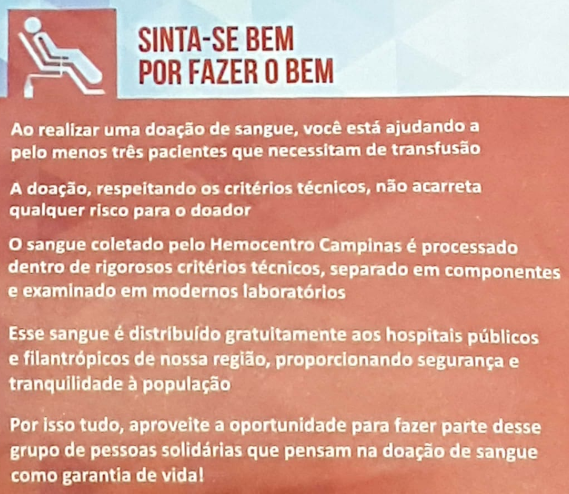 SINTA-SE BEM
POR FAZER O BEM
Ao realizar uma doação de sangue, você está ajudando a
pelo menos três pacientes que necessitam de transfusão
A doação, respeitando os critérios técnicos, não acarreta
qualquer risco para o doador
O sangue coletado pelo Hemocentro Campinas é processado
dentro de rigorosos critérios técnicos, separado em componentes
e examinado em modernos laboratórios
Esse sangue é distribuído gratuitamente aos hospitais públicos
e filantrópicos de nossa região, proporcionando segurança e
tranquilidade à população
Por isso tudo, aproveite a oportunidade para fazer parte desse
grupo de pessoas solidárias que pensam na doação de sangue
como garantia de vida!